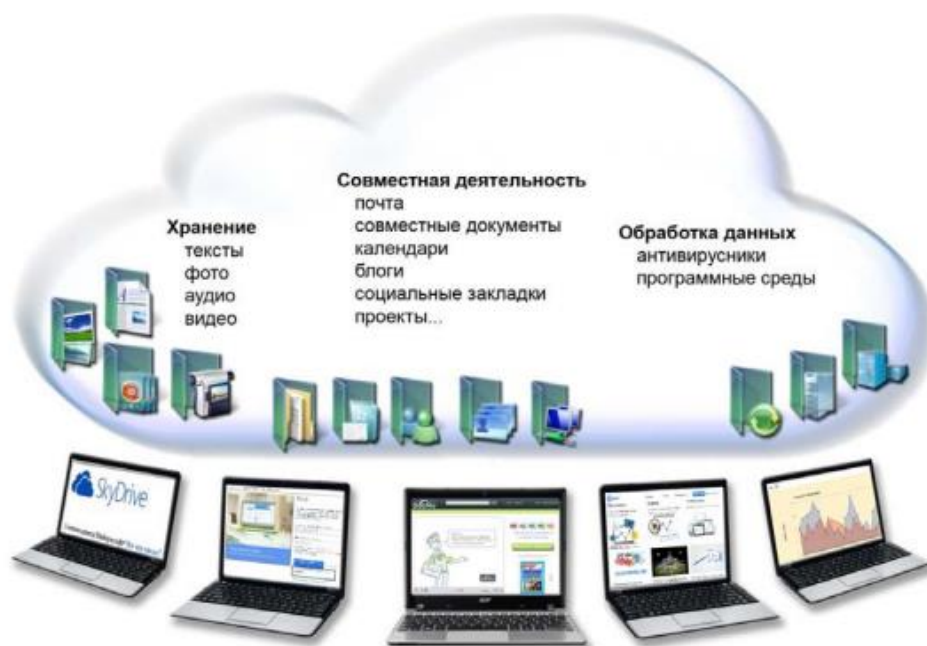 Совместная деятельность
почта
совместные документы
календари
блоги
социальные закладки
проекты...
Хранение
тексты
фото
аудио
видео
Обработка данных
антивирусники
программные среды
SkyDrive
acer